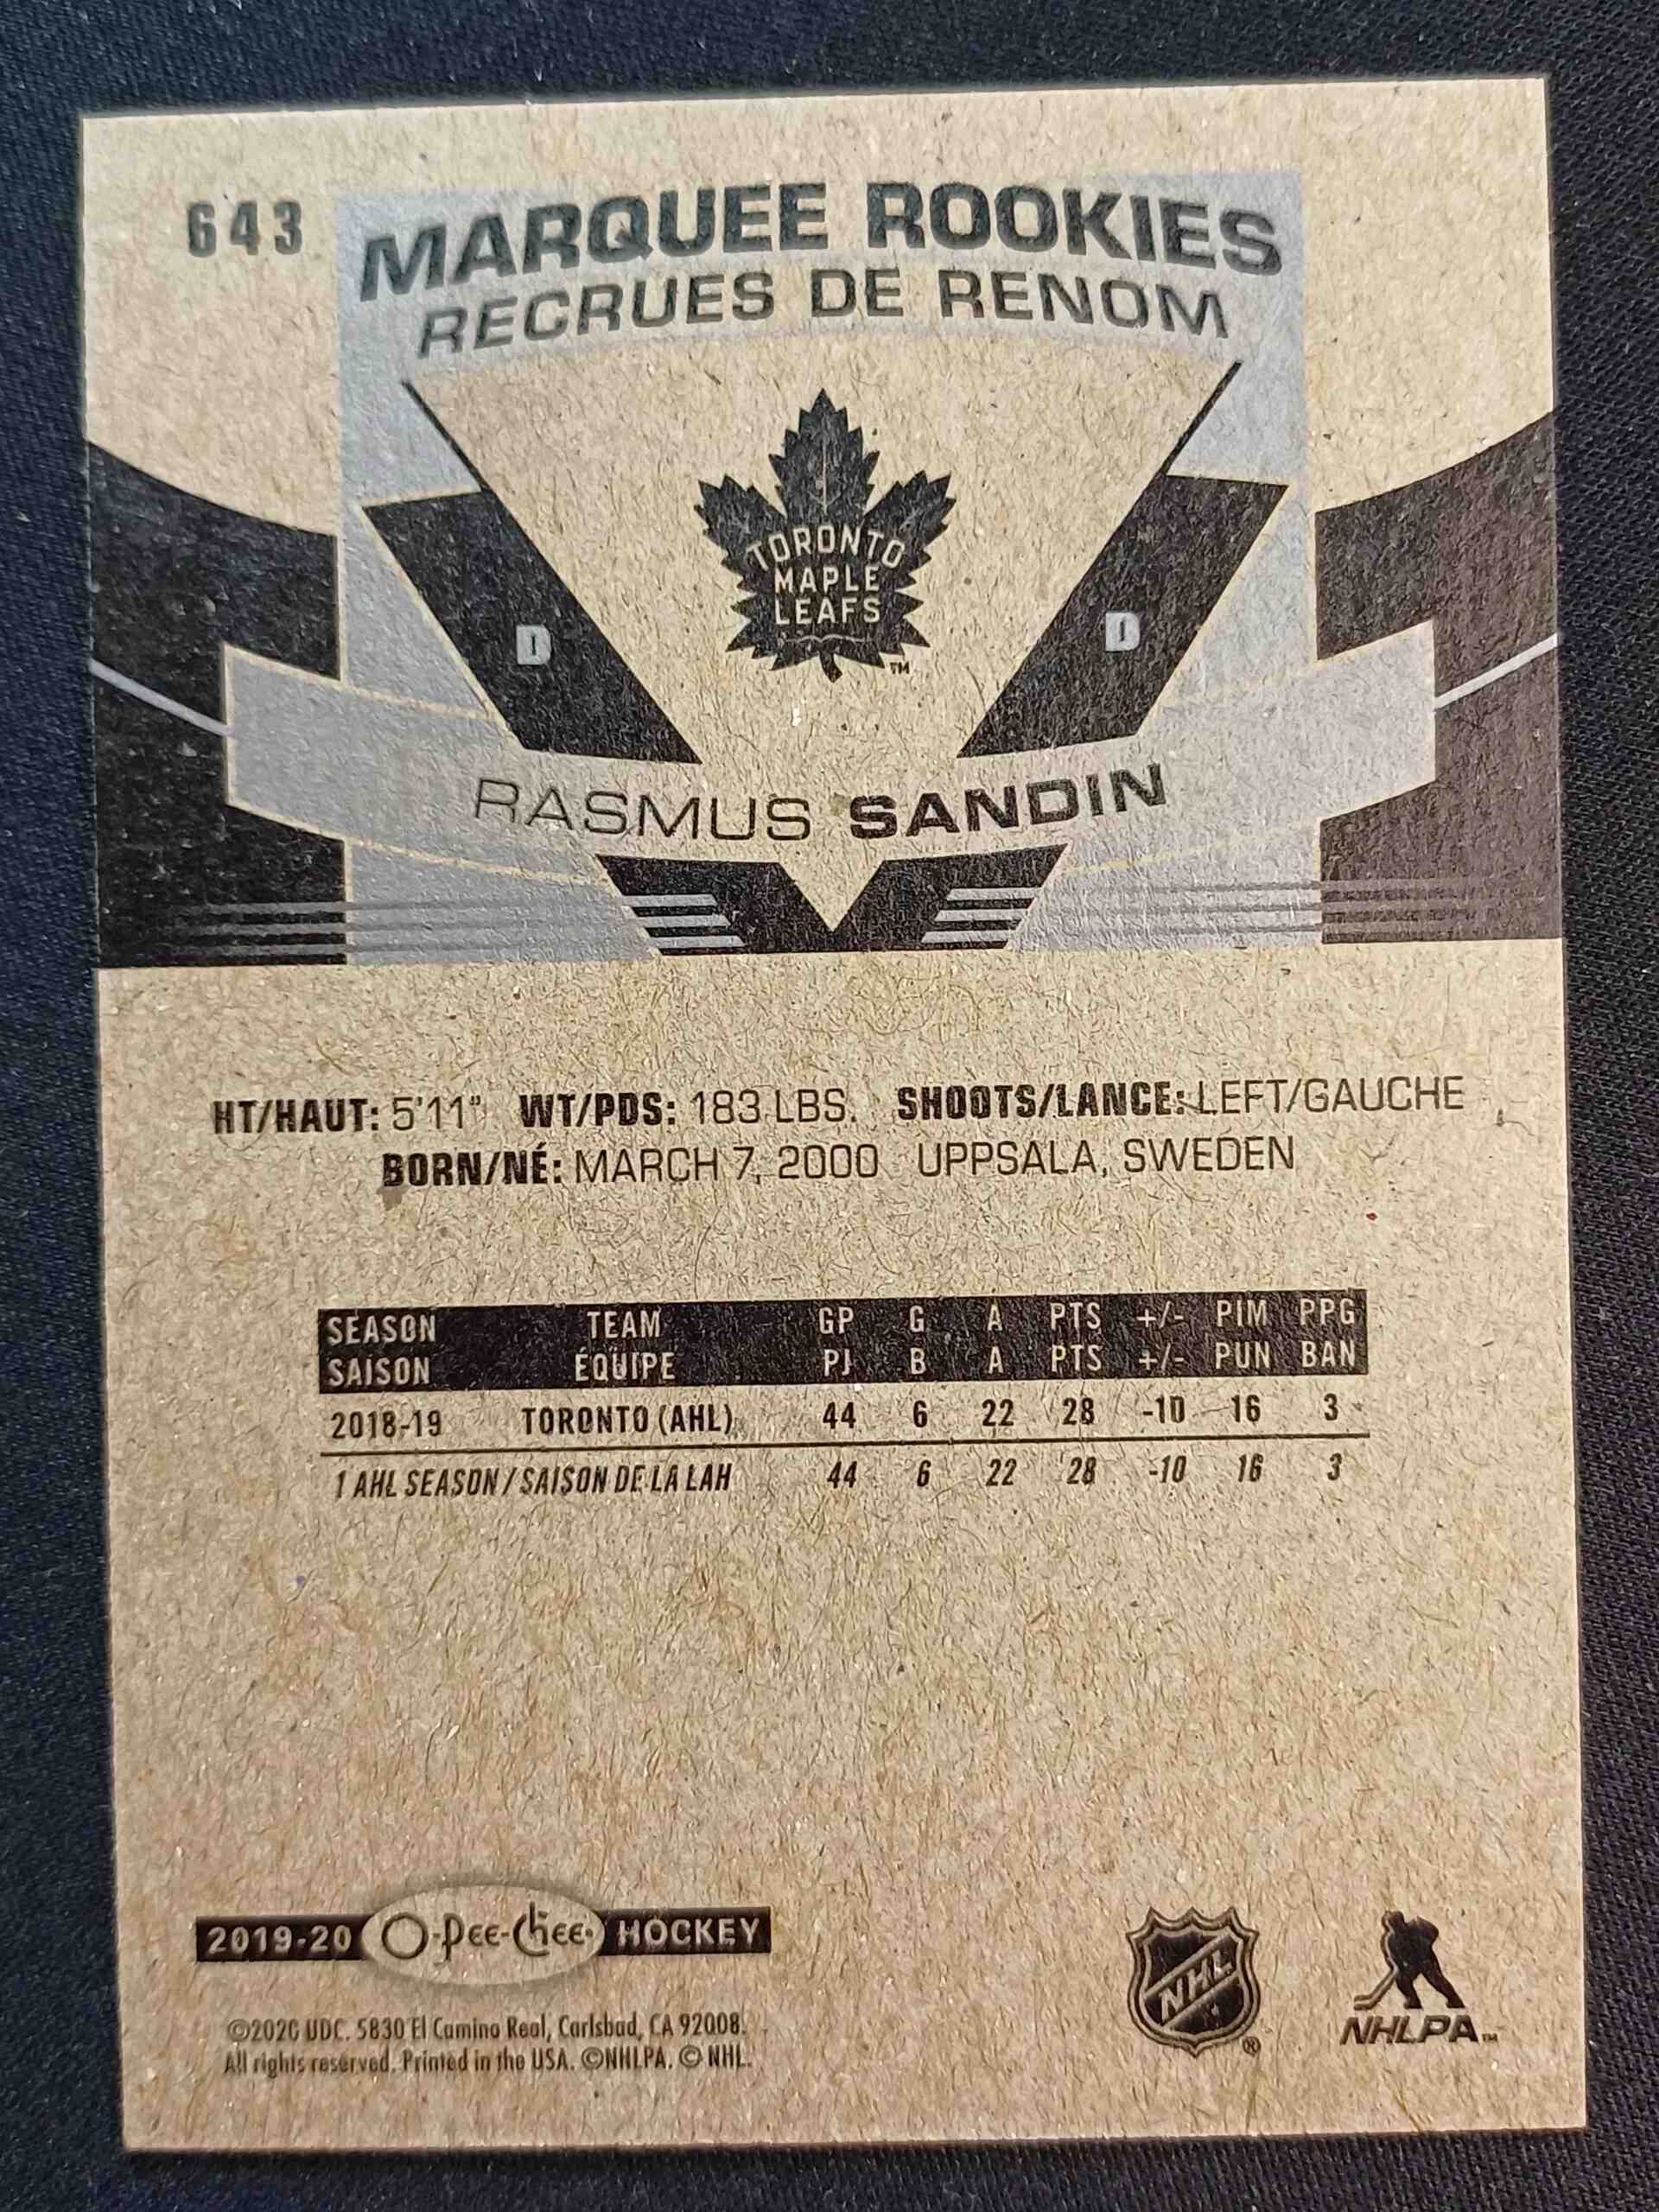 643
MARQUEE ROOKIES
RECRUES DE RENOM
TORONTO
MAPLE
LEAFS
TM
D D
RASMUS SANDIN
HT/HAUT: 5'11" WT/PDS: 183 LBS. SHOOTS/LANCE: LEFT/GAUCHE
BORN/NÉ: MARCH 7, 2000 UPPSALA, SWEDEN
SEASON TEAM GP G A PTS +/- PIM PPG
SAISON ÉQUIPE PJ B A PTS +/- PUN BAN
2018-19 TORONTO (AHL) 44 6 22 28 -10 16 3
1 AHL SEASON / SAISON DE LA LAH 44 6 22 28 -10 16 3
2019-20 O-Pee-Chee HOCKEY
©2020 UDC. 5830 El Camino Real, Carlsbad, CA 92008.
All rights reserved. Printed in the USA. ©NHLPA. © NHL.
NHL ®
NHLPA TM